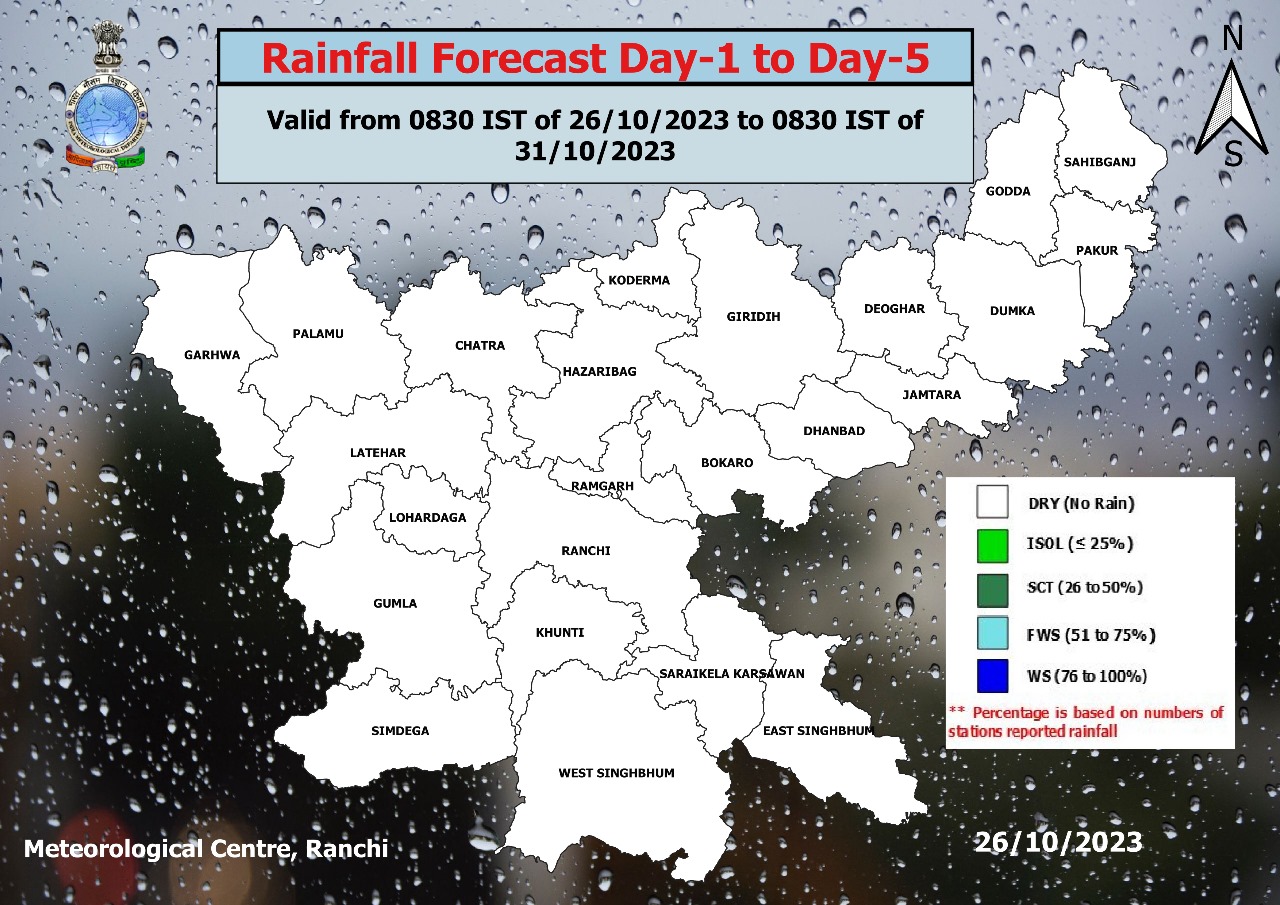 Rainfall Forecast Day-1 to Day-5
Valid from 0830 IST of 26/10/2023 to 0830 IST of
31/10/2023
N
S
SAHIBGANJ
GODDA
PAKUR
KODERMA
DEOGHAR
DUMKA
GIRIDIH
PALAMU
CHATRA
GARHWA
HAZARIBAG
JAMTARA
DHANBAD
LATEHAR
BOKARO
RAMGARH
LOHARDAGA
RANCHI
GUMLA
KHUNTI
SARAIKELA KARSAWAN
SIMDEGA
EAST SINGHBHUM
WEST SINGHBHUM
DRY (No Rain)
ISOL (≤ 25%)
SCT (26 to 50%)
FWS (51 to 75%)
WS (76 to 100%)
** Percentage is based on numbers of
stations reported rainfall
Meteorological Centre, Ranchi
26/10/2023